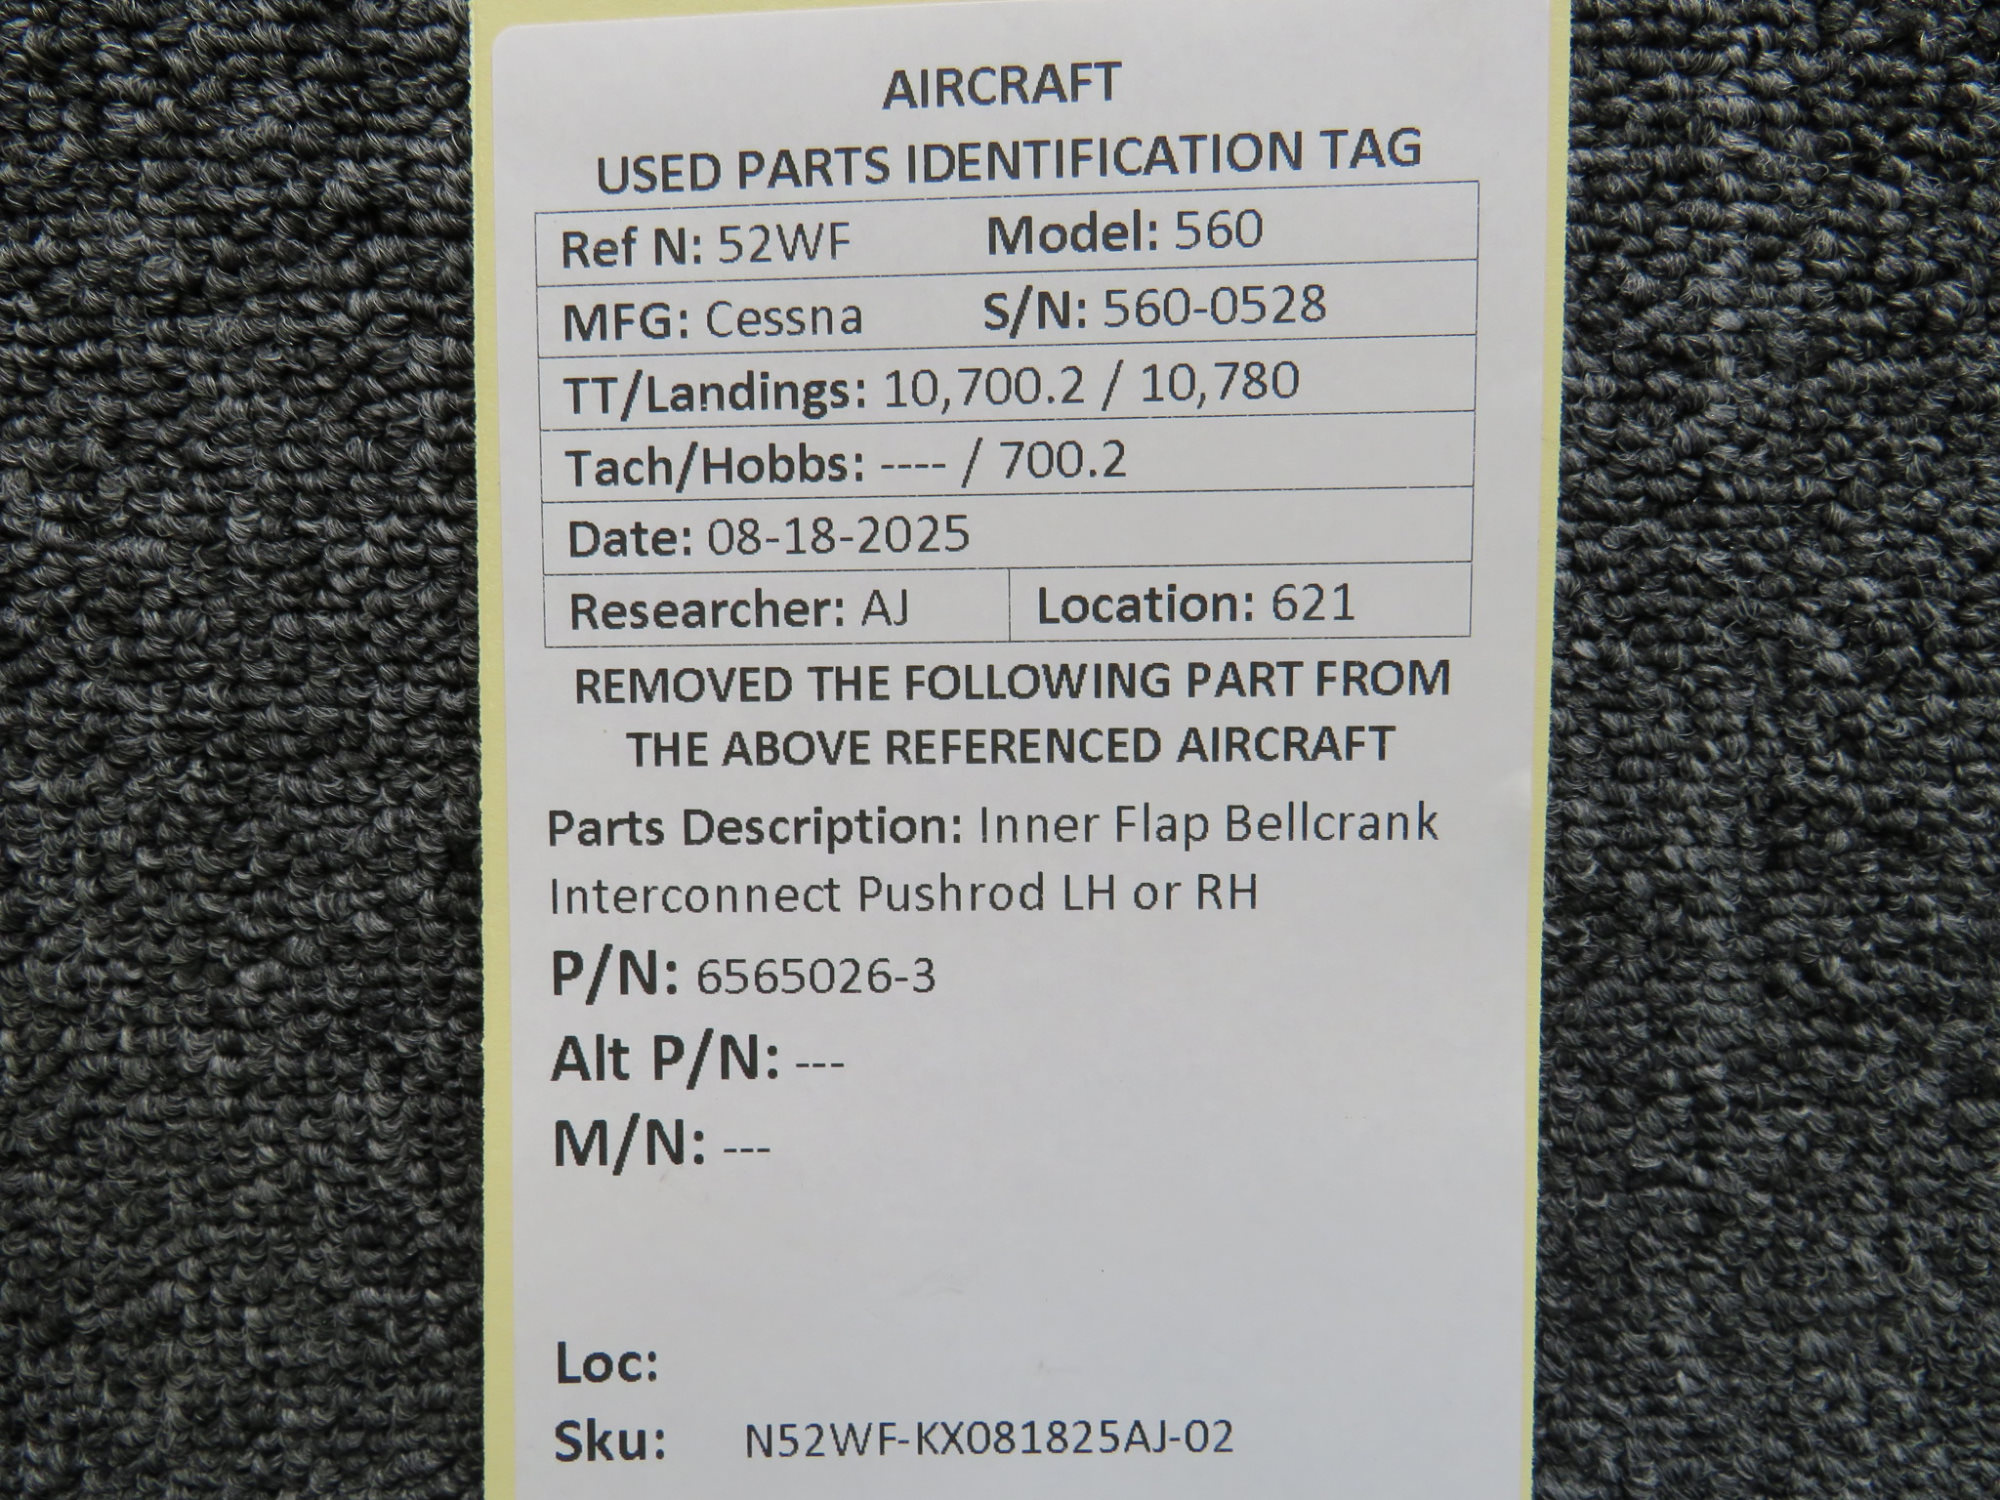 AIRCRAFT
USED PARTS IDENTIFICATION TAG
Ref N: 52WF Model: 560
MFG: Cessna S/N: 560-0528
TT/Landings: 10,700.2 / 10,780
Tach/Hobbs: ---- / 700.2
Date: 08-18-2025
Researcher: AJ Location: 621
REMOVED THE FOLLOWING PART FROM
THE ABOVE REFERENCED AIRCRAFT
Parts Description: Inner Flap Bellcrank
Interconnect Pushrod LH or RH
P/N: 6565026-3
Alt P/N: ---
M/N: ---
Loc:
Sku: N52WF-KX081825AJ-02